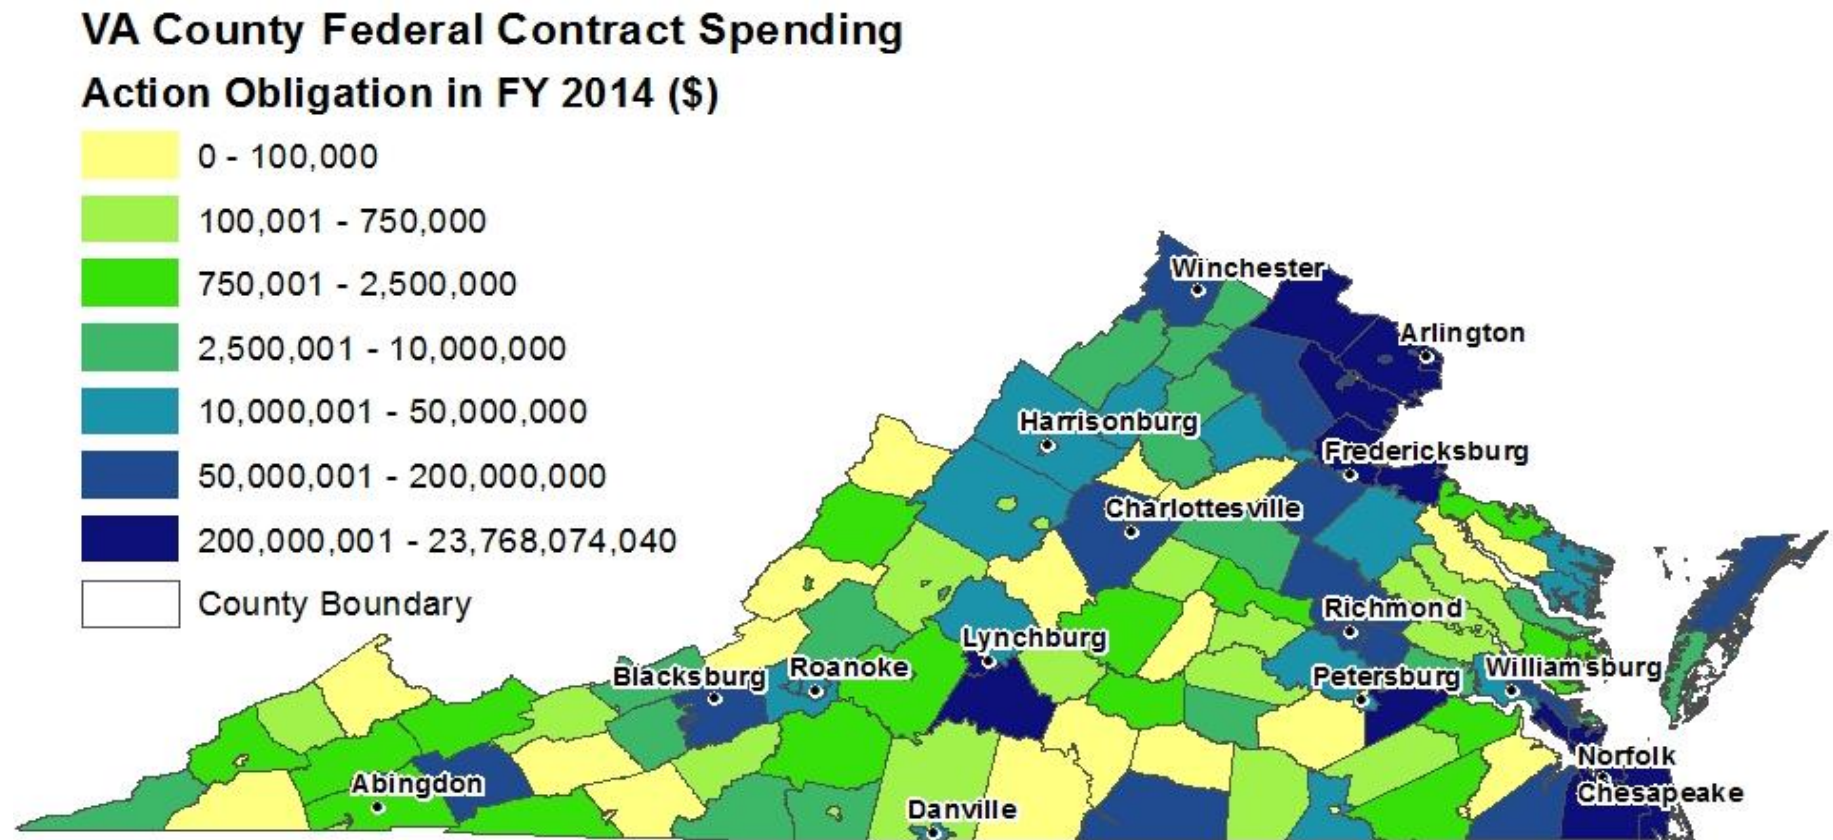 VA County Federal Contract Spending
Action Obligation in FY 2014 ($)
0 - 100,000
100,001 - 750,000
750,001 - 2,500,000
2,500,001 - 10,000,000
10,000,001 - 50,000,000
50,000,001 - 200,000,000
200,000,001 - 23,768,074,040
County Boundary
Winchester
Arlington
Harrisonburg
Fredericksburg
Charlottesville
Richmond
Lynchburg
Blacksburg
Roanoke
Petersburg
Williamsburg
Norfolk
Abingdon
Chesapeake
Danville